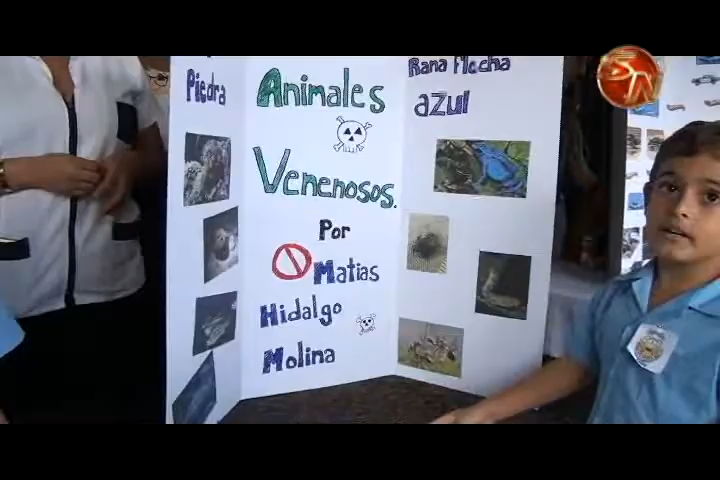 Piedra
Animales
Venenosos.
Por
Matias
Hidalgo
Molina
Rana Flecha
azul